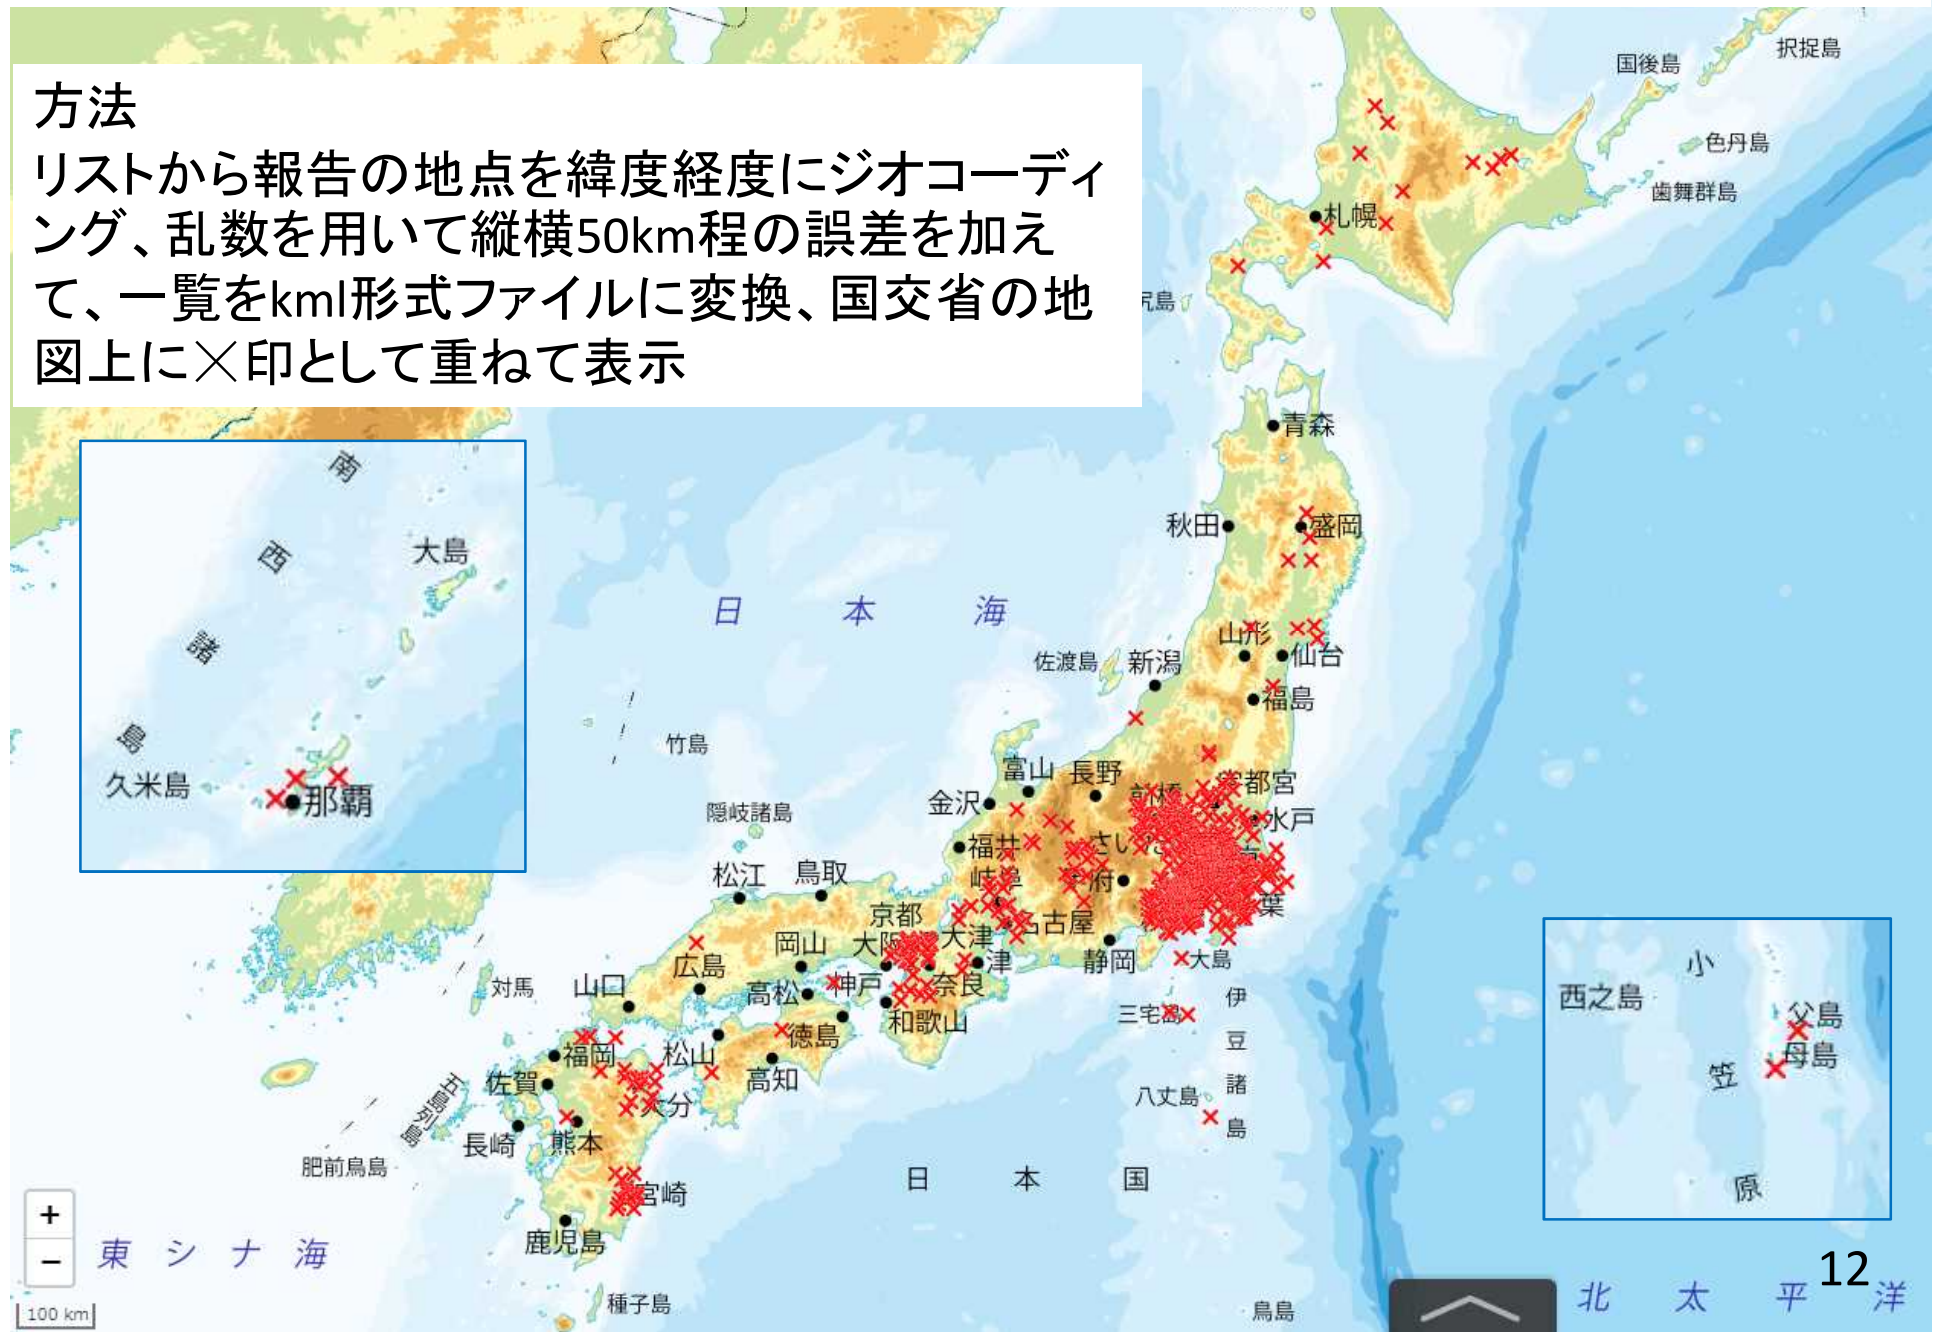 方法
リストから報告の地点を緯度経度にジオコーディ
ング、乱数を用いて縦横50km程の誤差を加え
て、一覧をkml形式ファイルに変換、国交省の地
図上に×印として重ねて表示
国後島
択捉島
色丹島
歯舞群島
札幌
尻島
青森
秋田
盛岡
山形
仙台
福島
佐渡島
新潟
日本海
竹島
富山
長野
宇都宮
前橋
水戸
金沢
福井
さいた
隠岐諸島
岐阜
府
葉
松江
鳥取
京都
名古屋
岡山
大阪
大津
津
静岡
大島
広島
対馬
山口
高松
神戸
奈良
三宅島
伊豆諸島
和歌山
徳島
福岡
松山
高知
佐賀
五島列島
八丈島
大分
長崎
熊本
肥前鳥島
宮崎
日本国
鹿児島
種子島
鳥島
東シナ海
北太平洋
南西諸島
大島
久米島
那覇
小笠原
西之島
父島
母島
+
−
100 km
12